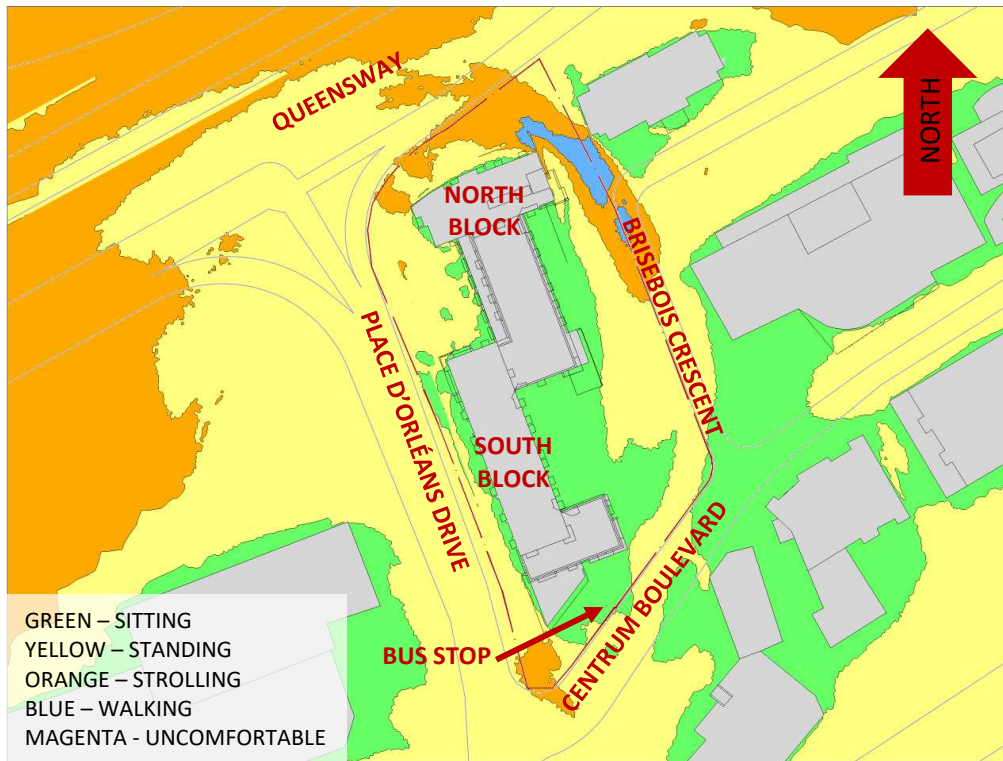 QUEENSWAY
NORTH
NORTH
BLOCK
BRISEBOIS CRESCENT
PLACE D'ORLÉANS DRIVE
SOUTH
BLOCK
CENTRUM BOULEVARD
BUS STOP
GREEN – SITTING
YELLOW – STANDING
ORANGE – STROLLING
BLUE – WALKING
MAGENTA - UNCOMFORTABLE